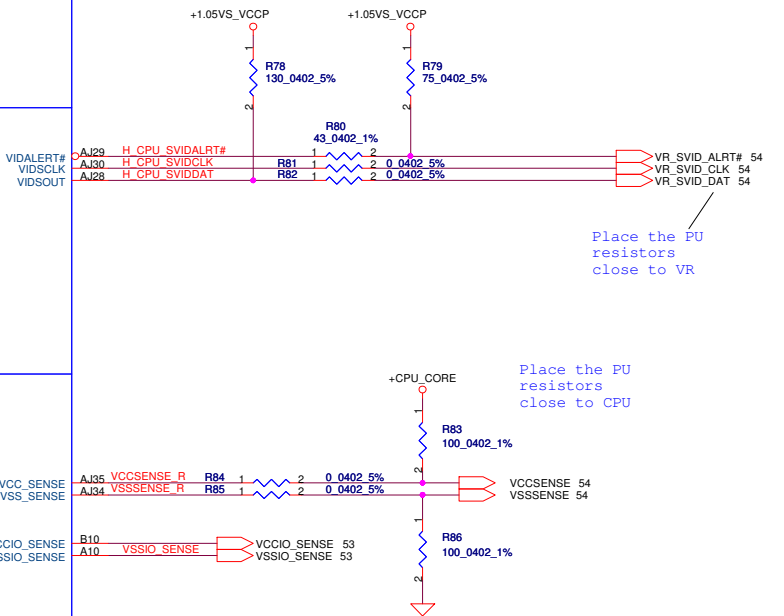 +1.05VS_VCCP +1.05VS_VCCP
1 R78 130_0402_5% 2
1 R79 75_0402_5% 2
R80
43_0402_1%
VIDALERT# AJ29 H_CPU_SVIDALRT# 1 2 VR_SVID_ALRT# 54
VIDSCLK AJ30 H_CPU_SVIDCLK R81 1 2 0_0402_5% VR_SVID_CLK 54
VIDSOUT AJ28 H_CPU_SVIDDAT R82 1 2 0_0402_5% VR_SVID_DAT 54
Place the PU
resistors
close to VR
Place the PU
resistors
close to CPU
+CPU_CORE
1 R83 100_0402_1% 2
VCC_SENSE AJ35 VCCSENSE_R R84 1 2 0_0402_5% VCCSENSE 54
VSS_SENSE AJ34 VSSSENSE_R R85 1 2 0_0402_5% VSSSENSE 54
CCIO_SENSE B10 VCCIO_SENSE 53
SSIO_SENSE A10 VSSIO_SENSE VSSIO_SENSE 53
1 R86 100_0402_1% 2